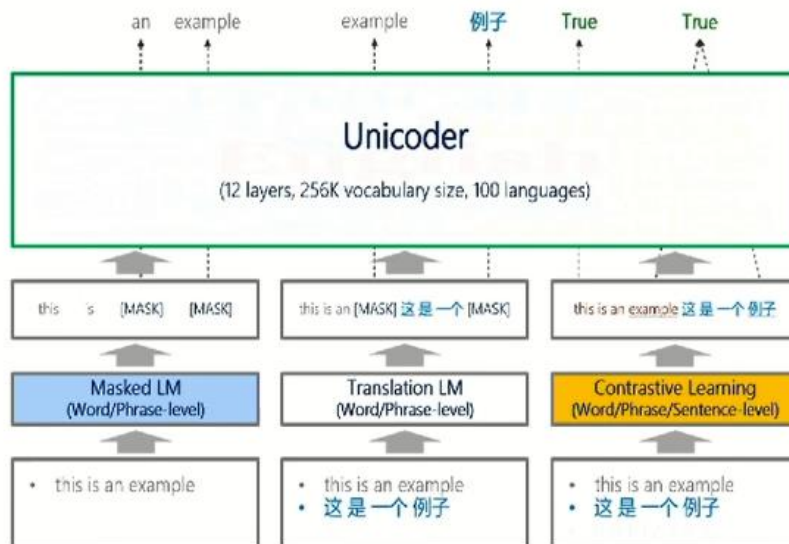 an example example 例子 True True
Unicoder
(12 layers, 256K vocabulary size, 100 languages)
this is [MASK] [MASK]
this is an [MASK] 这 是 一个 [MASK]
this is an example 这 是 一个 例子
Masked LM
(Word/Phrase-level)
Translation LM
(Word/Phrase-level)
Contrastive Learning
(Word/Phrase/Sentence-level)
• this is an example
• this is an example
• 这 是 一个 例子
• this is an example
• 这 是 一个 例子